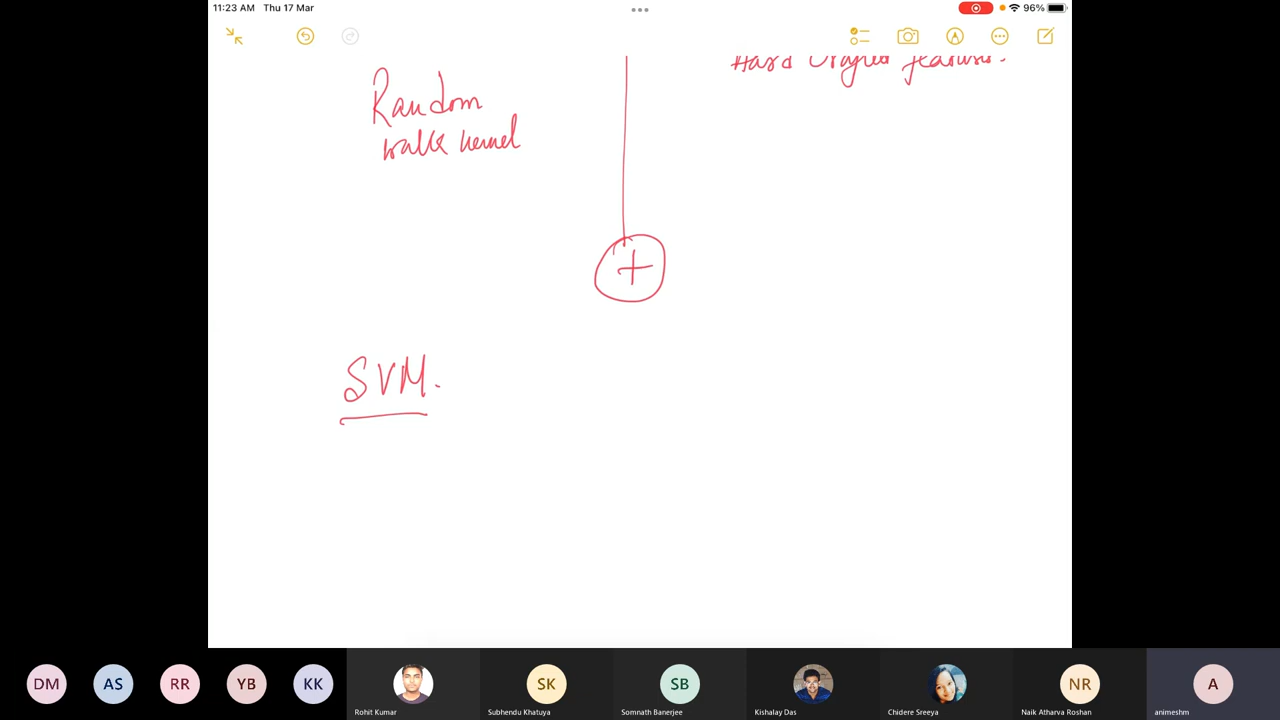 11:23 AM Thu 17 Mar
96%
Hand crafted features.
Random
walk kernel
+
SVM.
DM
AS
RR
YB
KK
SK
SB
NR
A
Rohit Kumar
Subhendu Khatuya
Somnath Banerjee
Kishalay Das
Chidere Sreeya
Naik Atharva Roshan
animeshm